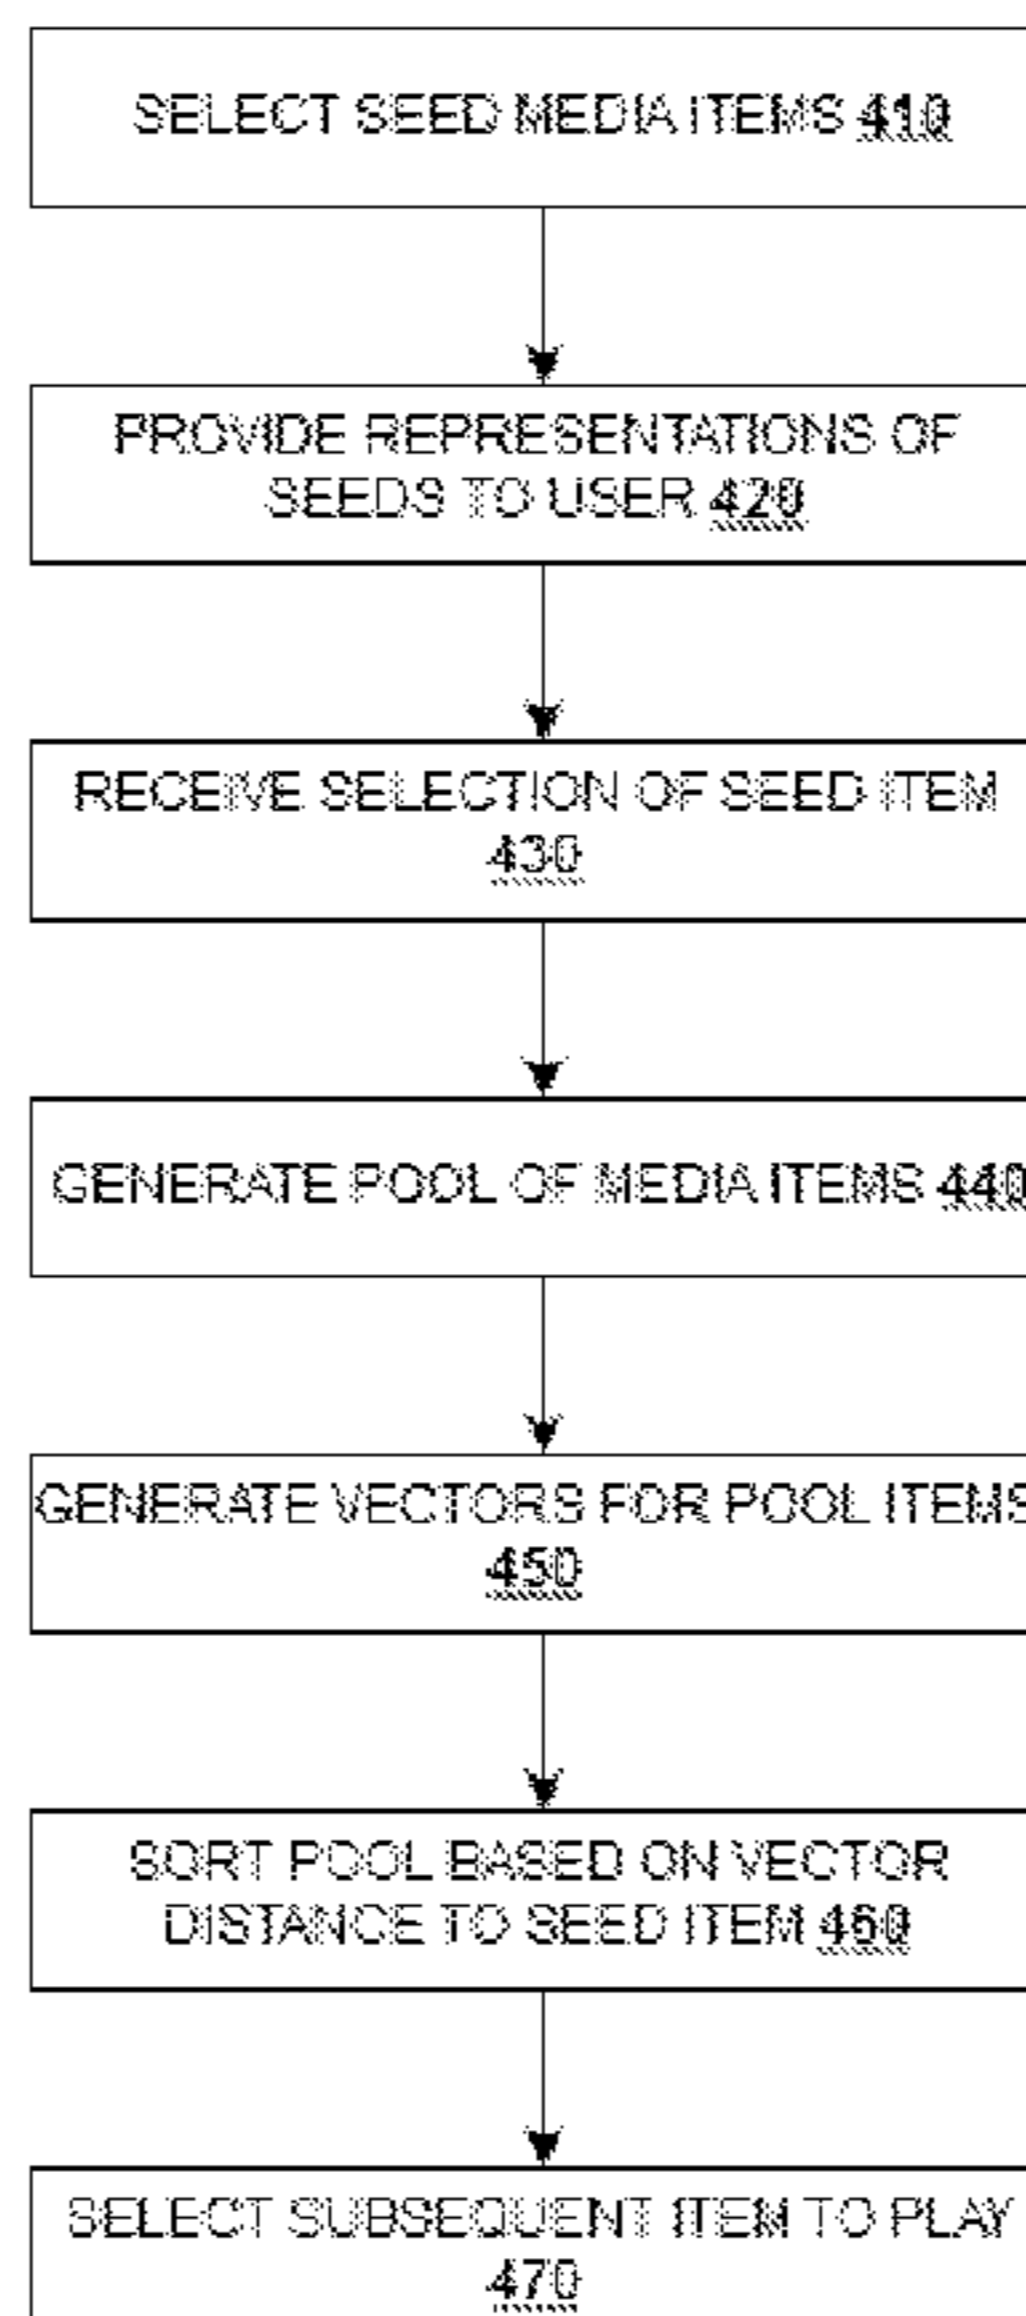 SELECT SEED MEDIA ITEMS 410
PROVIDE REPRESENTATIONS OF
SEEDS TO USER 420
RECEIVE SELECTION OF SEED ITEM
430
GENERATE POOL OF MEDIA ITEMS 440
GENERATE VECTORS FOR POOL ITEMS
450
SORT POOL BASED ON VECTOR
DISTANCE TO SEED ITEM 460
SELECT SUBSEQUENT ITEM TO PLAY
470